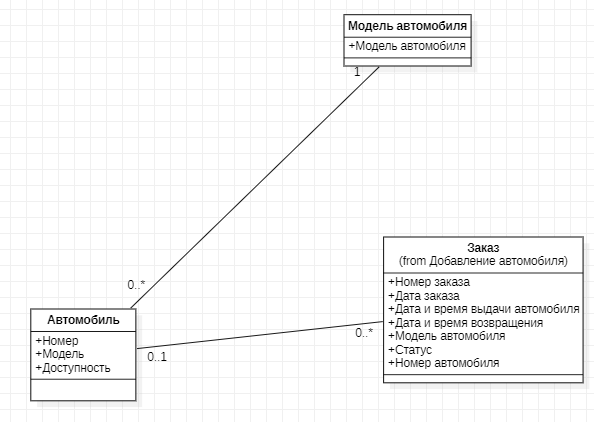 Модель автомобиля
+Модель автомобиля
1
0..*
Автомобиль
+Номер
+Модель
+Доступность
0..1
0..*
Заказ
(from Добавление автомобиля)
+Номер заказа
+Дата заказа
+Дата и время выдачи автомобиля
+Дата и время возвращения
+Модель автомобиля
+Статус
+Номер автомобиля